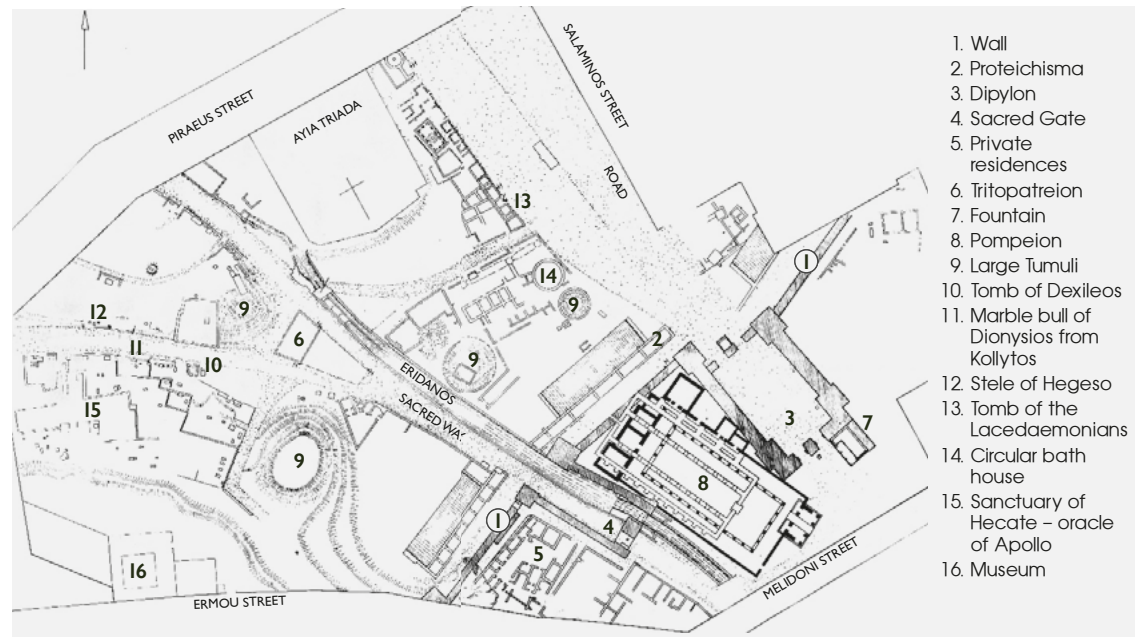 PIRAEUS STREET
AYIA TRIADA
SALAMINOS STREET
ROAD
13
14
9
1
12
9
6
2
11
10
9
ERIDANOS
SACRED WA
15
3
7
9
8
1
4
5
16
MELIDONI STREET
ERMOU STREET
1. Wall
2. Proteichisma
3. Dipylon
4. Sacred Gate
5. Private
residences
6. Tritopatreion
7. Fountain
8. Pompeion
9. Large Tumuli
10. Tomb of Dexileos
11. Marble bull of
Dionysios from
Kollytos
12. Stele of Hegeso
13. Tomb of the
Lacedaemonians
14. Circular bath
house
15. Sanctuary of
Hecate – oracle
of Apollo
16. Museum